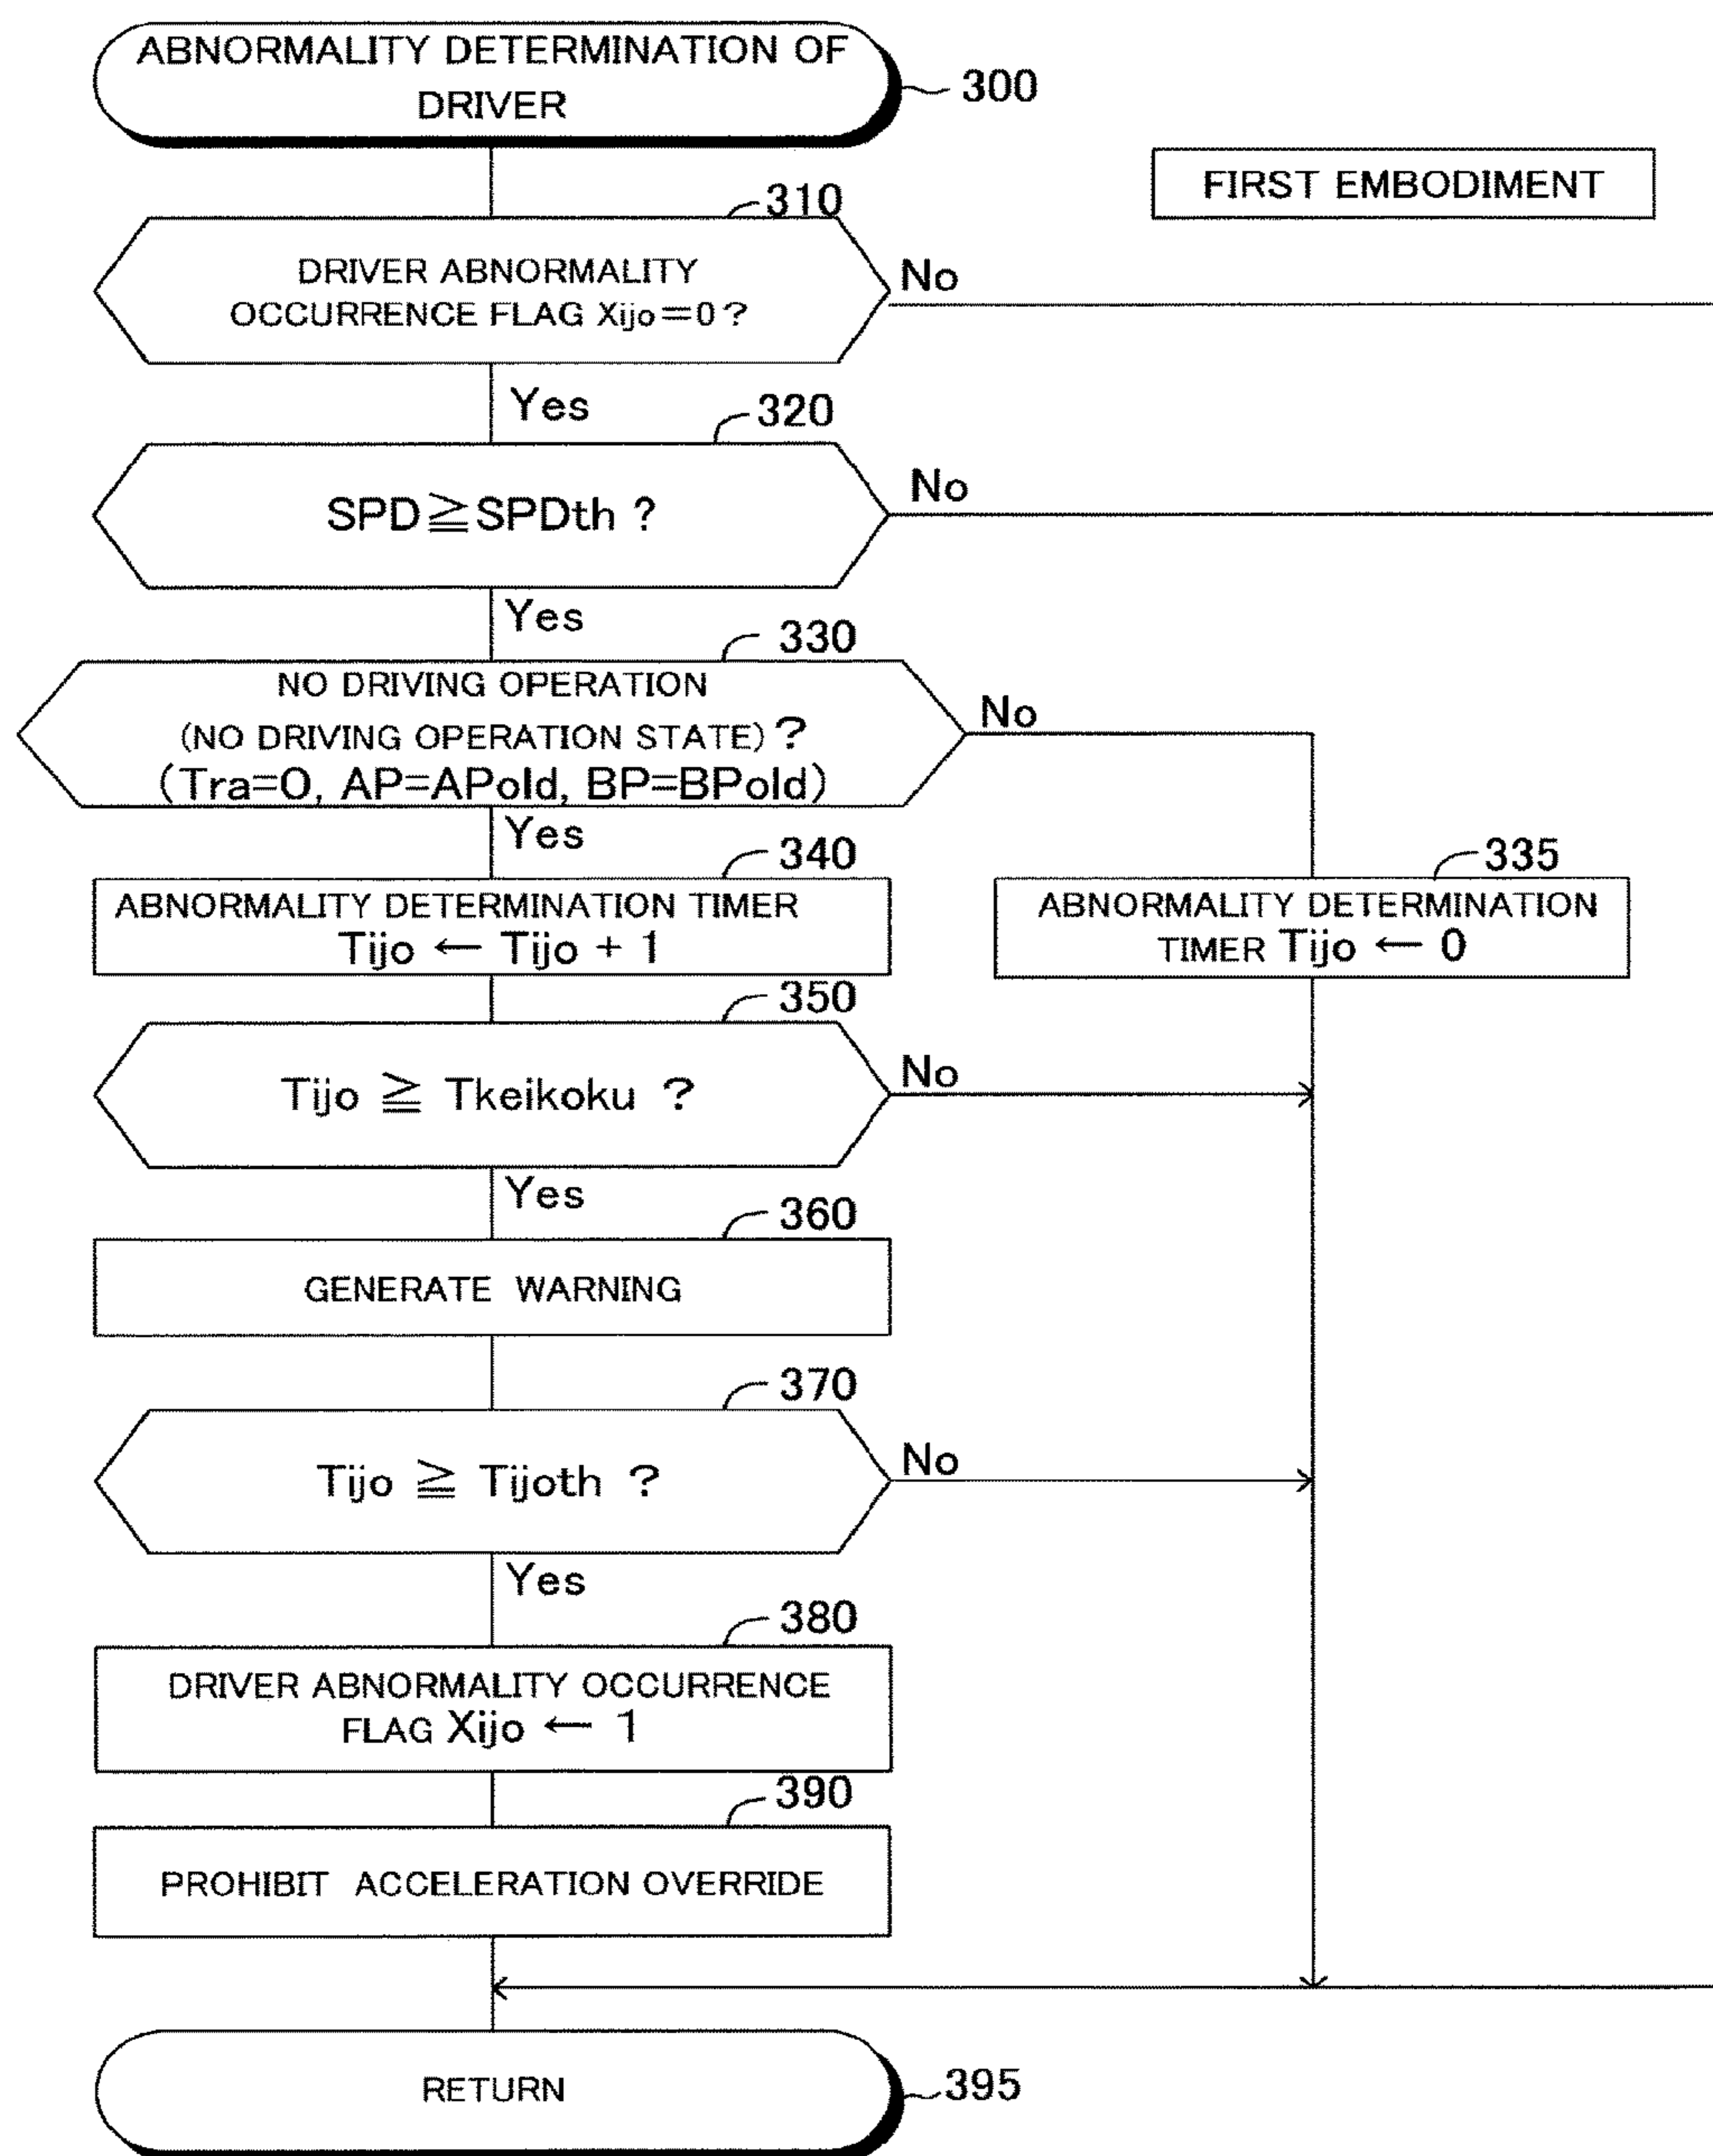 ABNORMALITY DETERMINATION OF
DRIVER
300
FIRST EMBODIMENT
310
DRIVER ABNORMALITY
OCCURRENCE FLAG Xijo=0?
No
Yes
320
SPD≧SPDth ?
No
Yes
330
NO DRIVING OPERATION
(NO DRIVING OPERATION STATE) ?
(Tra=0, AP=APold, BP=BPold)
No
Yes
340
ABNORMALITY DETERMINATION TIMER
Tijo ← Tijo + 1
335
ABNORMALITY DETERMINATION
TIMER Tijo ← 0
350
Tijo ≧ Tkeikoku ?
No
Yes
360
GENERATE WARNING
370
Tijo ≧ Tijoth ?
No
Yes
380
DRIVER ABNORMALITY OCCURRENCE
FLAG Xijo ← 1
390
PROHIBIT ACCELERATION OVERRIDE
RETURN
395